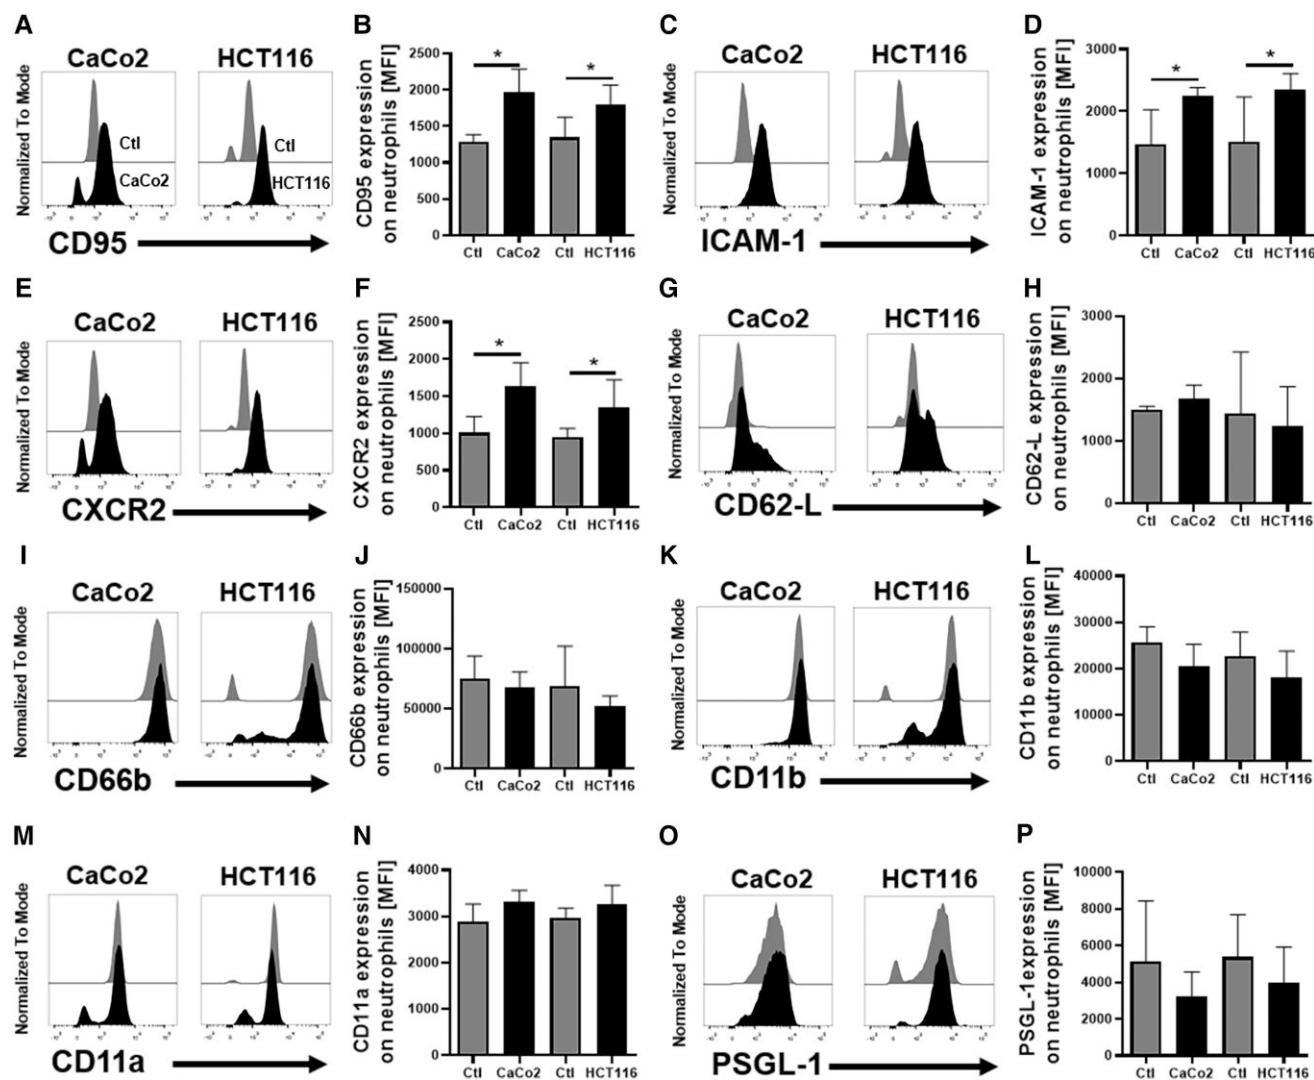 A
CaCo2
HCT116
Normalized To Mode
Ctl
CaCo2
Ctl
HCT116
CD95
B
CD95 expression
on neutrophils [MFI]
2500
2000
1500
1000
500
0
*
*
Ctl CaCo2 Ctl HCT116
C
CaCo2
HCT116
Normalized To Mode
ICAM-1
D
ICAM-1 expression
on neutrophils [MFI]
3000
2000
1000
0
*
*
Ctl CaCo2 Ctl HCT116
E
CaCo2
HCT116
Normalized To Mode
CXCR2
F
CXCR2 expression
on neutrophils [MFI]
2500
2000
1500
1000
500
0
*
*
Ctl CaCo2 Ctl HCT116
G
CaCo2
HCT116
Normalized To Mode
CD62-L
H
CD62-L expression
on neutrophils [MFI]
3000
2000
1000
0
Ctl CaCo2 Ctl HCT116
I
CaCo2
HCT116
Normalized To Mode
CD66b
J
CD66b expression
on neutrophils [MFI]
150000
100000
50000
0
Ctl CaCo2 Ctl HCT116
K
CaCo2
HCT116
Normalized To Mode
CD11b
L
CD11b expression
on neutrophils [MFI]
40000
30000
20000
10000
0
Ctl CaCo2 Ctl HCT116
M
CaCo2
HCT116
Normalized To Mode
CD11a
N
CD11a expression
on neutrophils [MFI]
4000
3000
2000
1000
0
Ctl CaCo2 Ctl HCT116
O
CaCo2
HCT116
Normalized To Mode
PSGL-1
P
PSGL-1expression
on neutrophils [MFI]
10000
8000
6000
4000
2000
0
Ctl CaCo2 Ctl HCT116